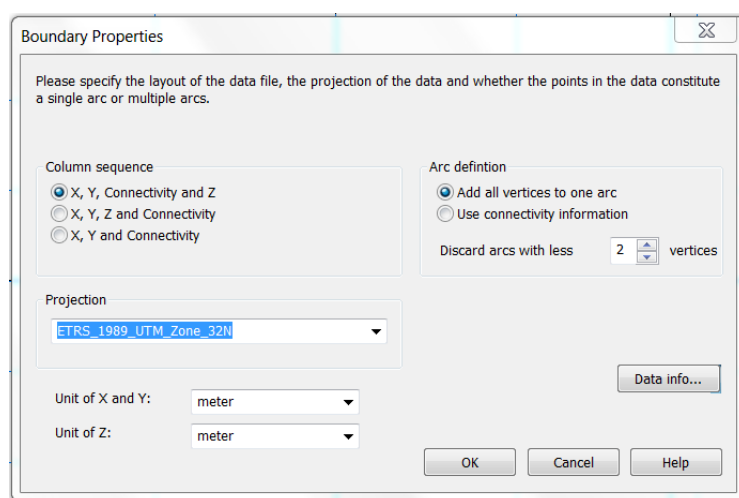 Boundary Properties
Please specify the layout of the data file, the projection of the data and whether the points in the data constitute
a single arc or multiple arcs.
Column sequence
X, Y, Connectivity and Z
X, Y, Z and Connectivity
X, Y and Connectivity
Arc defintion
Add all vertices to one arc
Use connectivity information
Discard arcs with less 2 vertices
Projection
ETRS_1989_UTM_Zone_32N
Data info...
Unit of X and Y: meter
Unit of Z: meter
OK Cancel Help